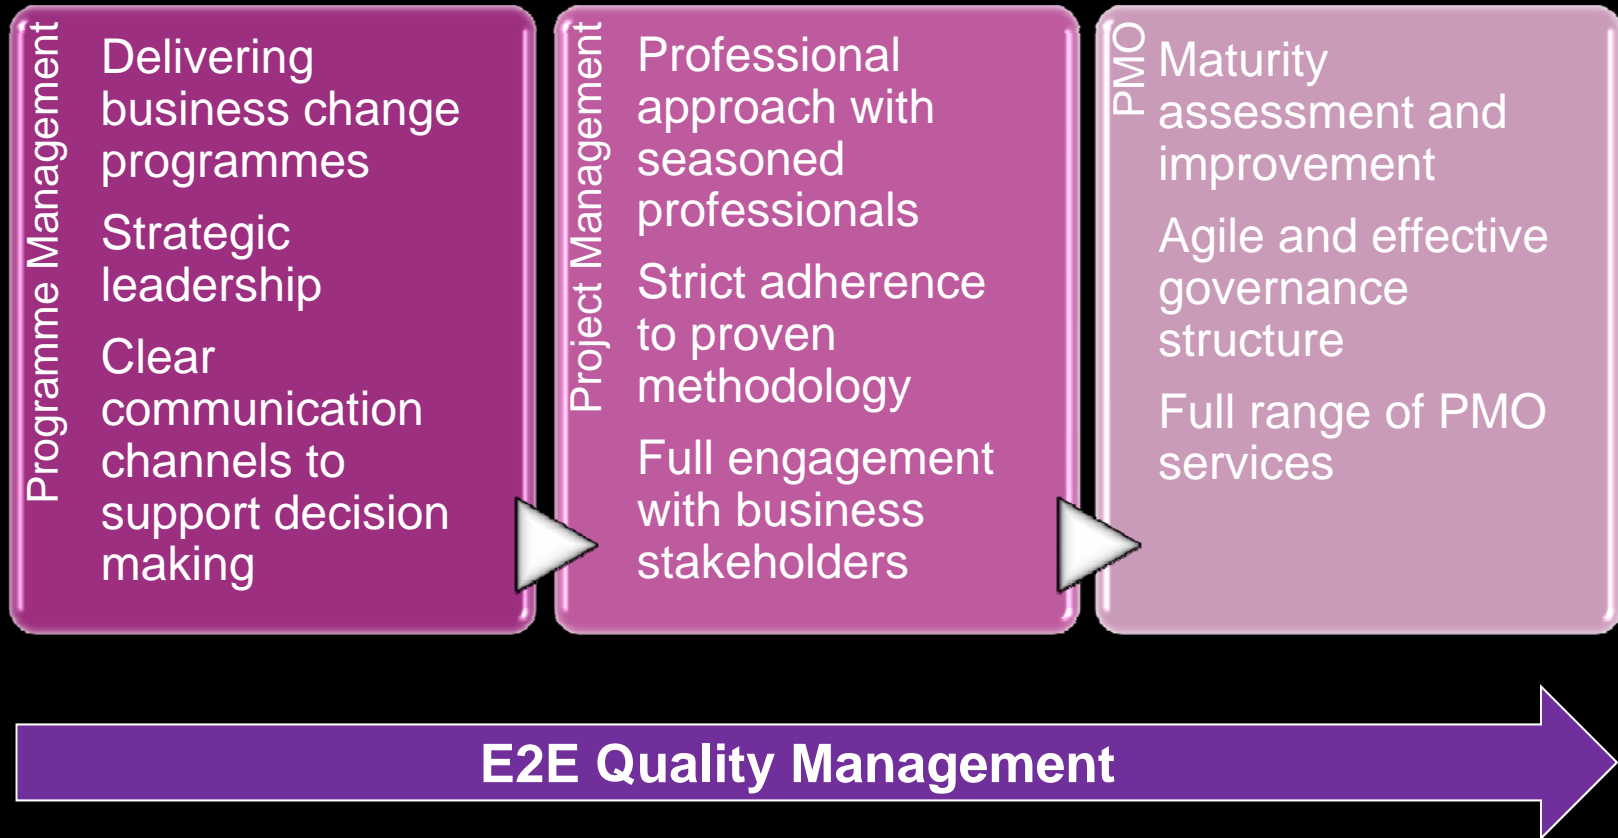 Programme Management
Delivering
business change
programmes
Strategic
leadership
Clear
communication
channels to
support decision
making
Project Management
Professional
approach with
seasoned
professionals
Strict adherence
to proven
methodology
Full engagement
with business
stakeholders
PMO
Maturity
assessment and
improvement
Agile and effective
governance
structure
Full range of PMO
services
E2E Quality Management